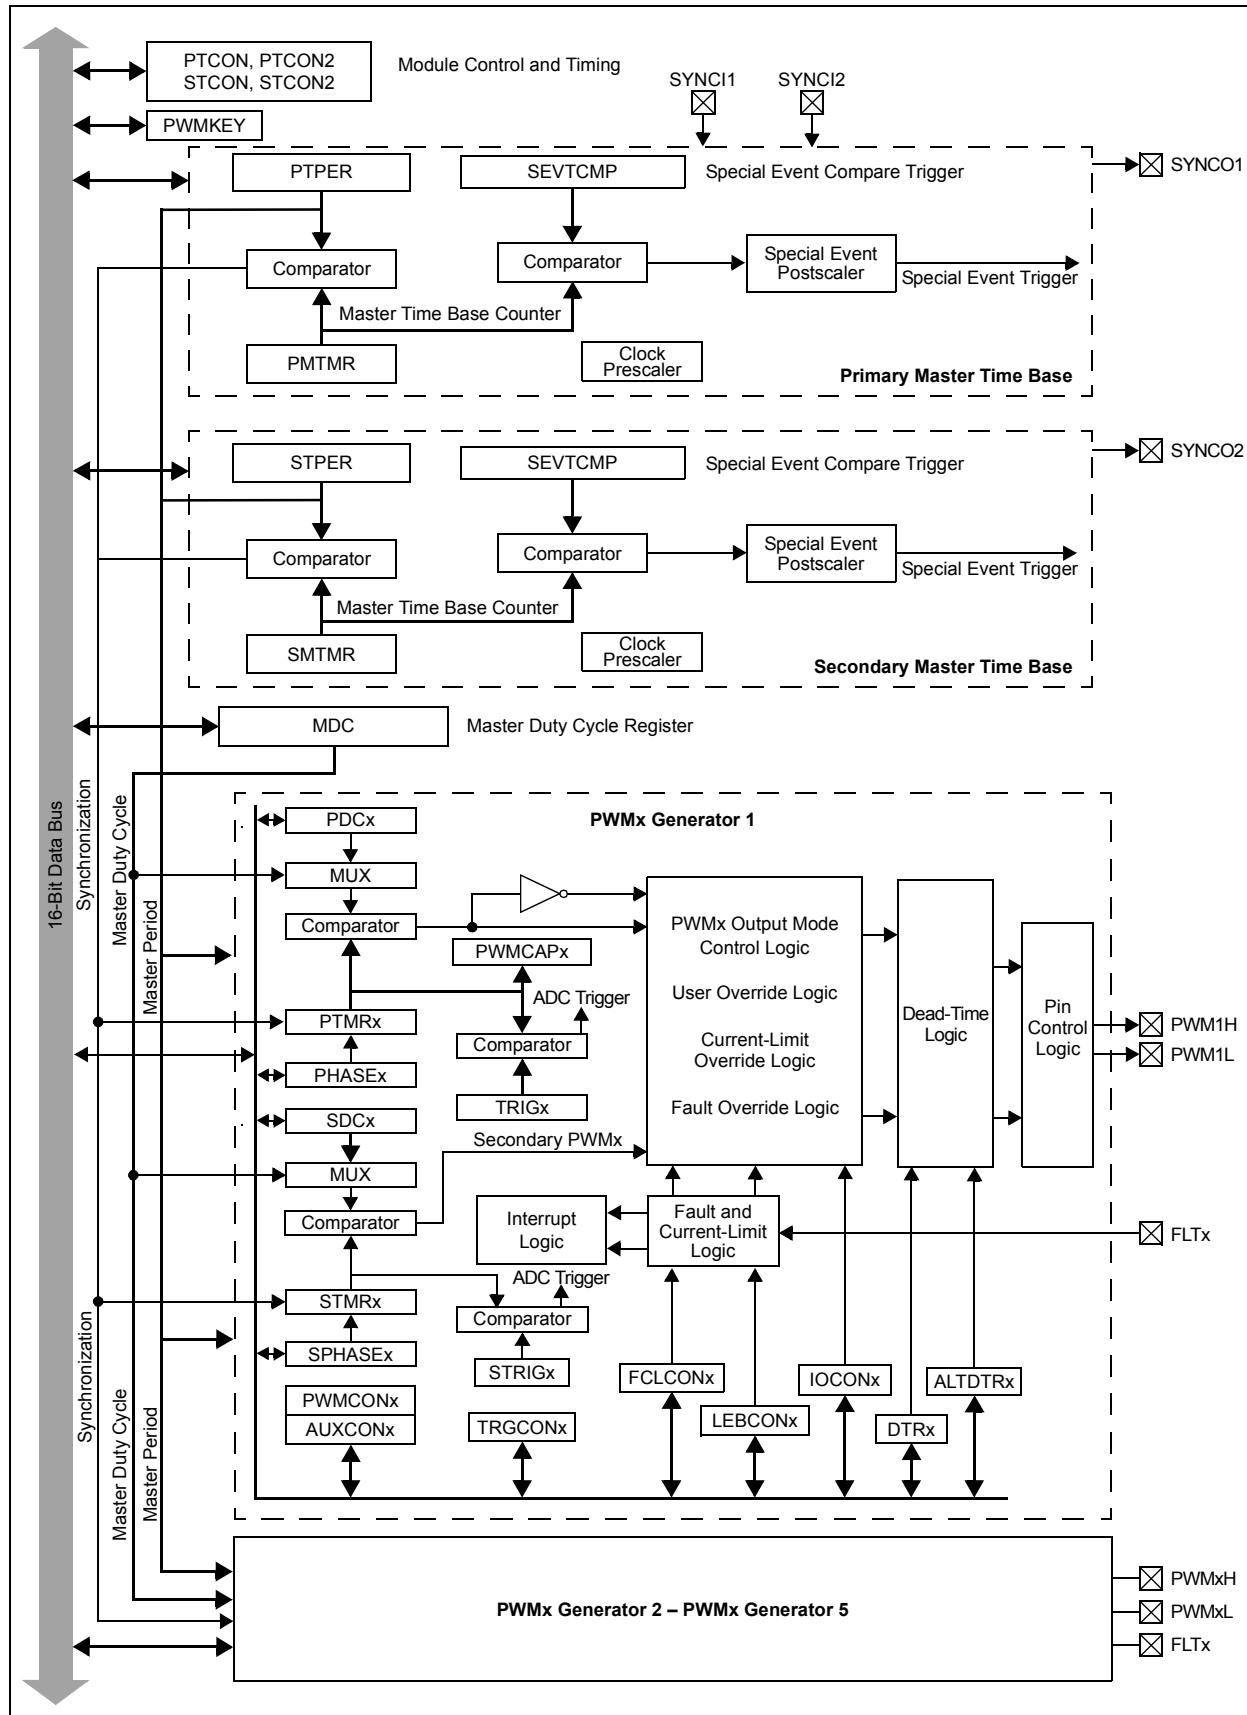 PTCON, PTCON2
STCON, STCON2
Module Control and Timing
SYNCI1
SYNCI2
PWMKEY
PTPER
SEVTCMP
Special Event Compare Trigger
SYNCO1
Comparator
Comparator
Special Event
Postscaler
Special Event Trigger
Master Time Base Counter
PMTMR
Clock
Prescaler
Primary Master Time Base
STPER
SEVTCMP
Special Event Compare Trigger
SYNCO2
Comparator
Comparator
Special Event
Postscaler
Special Event Trigger
Master Time Base Counter
SMTMR
Clock
Prescaler
Secondary Master Time Base
MDC
Master Duty Cycle Register
16-Bit Data Bus
Synchronization
Master Duty Cycle
Master Period
PDCx
PWMx Generator 1
MUX
Comparator
PWMCAPx
ADC Trigger
PTMRx
Comparator
PHASEx
TRIGx
PWMx Output Mode
Control Logic
User Override Logic
Current-Limit
Override Logic
Fault Override Logic
Dead-Time
Logic
Pin
Control
Logic
PWM1H
PWM1L
SDCx
Secondary PWMx
MUX
Comparator
Interrupt
Logic
Fault and
Current-Limit
Logic
FLTx
ADC Trigger
STMRx
Comparator
SPHASEx
STRIGx
FCLCONx
IOCONx
ALTDTRx
PWMCONx
AUXCONx
TRGCONx
LEBCONx
DTRx
Synchronization
Master Duty Cycle
Master Period
PWMx Generator 2 – PWMx Generator 5
PWMxH
PWMxL
FLTx